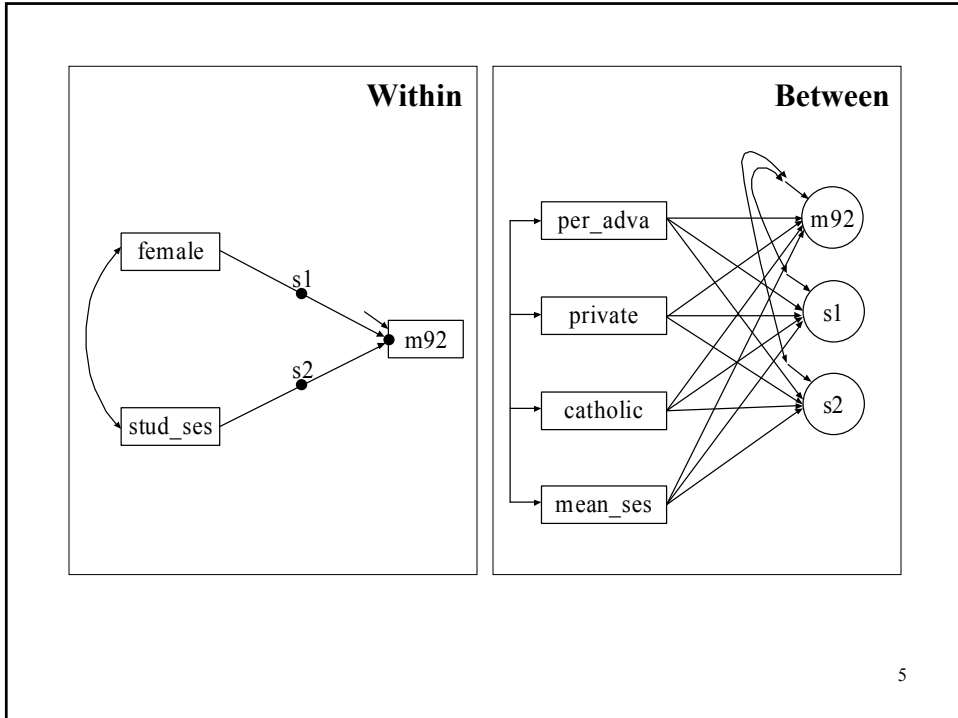 Within
female
s1
m92
s2
stud_ses
Between
per_adva
m92
private
s1
catholic
s2
mean_ses
5